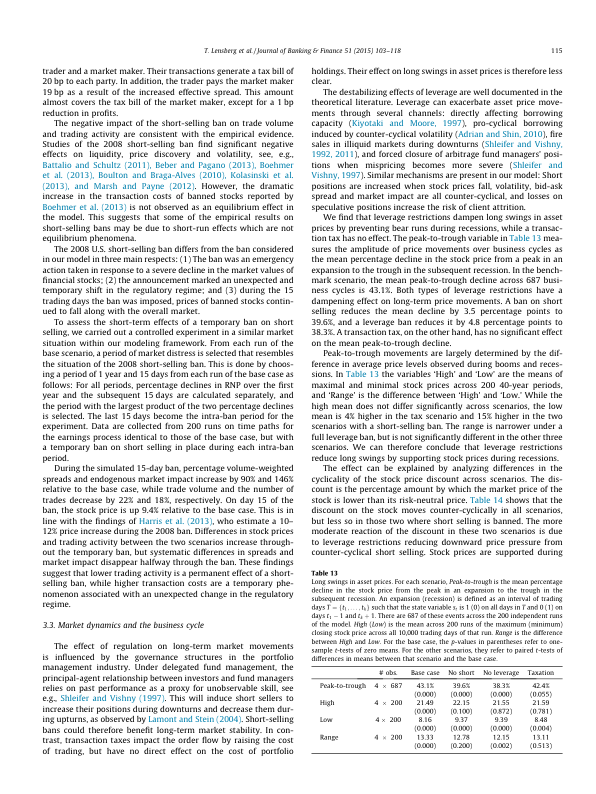 T. Lensberg et al. / Journal of Banking & Finance 51 (2015) 103–118
115
trader and a market maker. Their transactions generate a tax bill of
20 bp to each party. In addition, the trader pays the market maker
19 bp as a result of the increased effective spread. This amount
almost covers the tax bill of the market maker, except for a 1 bp
reduction in profits.
The negative impact of the short-selling ban on trade volume
and trading activity are consistent with the empirical evidence.
Studies of the 2008 short-selling ban find significant negative
effects on liquidity, price discovery and volatility, see, e.g.,
Battalio and Schultz (2011), Beber and Pagano (2013), Boehmer
et al. (2013), Boulton and Braga-Alves (2010), Kolasinski et al.
(2013), and Marsh and Payne (2012). However, the dramatic
increase in the transaction costs of banned stocks reported by
Boehmer et al. (2013) is not observed as an equilibrium effect in
the model. This suggests that some of the empirical results on
short-selling bans may be due to short-run effects which are not
equilibrium phenomena.
The 2008 U.S. short-selling ban differs from the ban considered
in our model in three main respects: (1) The ban was an emergency
action taken in response to a severe decline in the market values of
financial stocks; (2) the announcement marked an unexpected and
temporary shift in the regulatory regime; and (3) during the 15
trading days the ban was imposed, prices of banned stocks contin-
ued to fall along with the overall market.
To assess the short-term effects of a temporary ban on short
selling, we carried out a controlled experiment in a similar market
situation within our modeling framework. From each run of the
base scenario, a period of market distress is selected that resembles
the situation of the 2008 short-selling ban. This is done by choos-
ing a period of 1 year and 15 days from each run of the base case as
follows: For all periods, percentage declines in RNP over the first
year and the subsequent 15 days are calculated separately, and
the period with the largest product of the two percentage declines
is selected. The last 15 days become the intra-ban period for the
experiment. Data are collected from 200 runs on time paths for
the earnings process identical to those of the base case, but with
a temporary ban on short selling in place during each intra-ban
period.
During the simulated 15-day ban, percentage volume-weighted
spreads and endogenous market impact increase by 90% and 146%
relative to the base case, while trade volume and the number of
trades decrease by 22% and 18%, respectively. On day 15 of the
ban, the stock price is up 9.4% relative to the base case. This is in
line with the findings of Harris et al. (2013), who estimate a 10–
12% price increase during the 2008 ban. Differences in stock prices
and trading activity between the two scenarios increase through-
out the temporary ban, but systematic differences in spreads and
market impact disappear halfway through the ban. These findings
suggest that lower trading activity is a permanent effect of a short-
selling ban, while higher transaction costs are a temporary phe-
nomenon associated with an unexpected change in the regulatory
regime.
3.3. Market dynamics and the business cycle
The effect of regulation on long-term market movements
is influenced by the governance structures in the portfolio
management industry. Under delegated fund management, the
principal-agent relationship between investors and fund managers
relies on past performance as a proxy for unobservable skill, see
e.g., Shleifer and Vishny (1997). This will induce short sellers to
increase their positions during downturns and decrease them dur-
ing upturns, as observed by Lamont and Stein (2004). Short-selling
bans could therefore benefit long-term market stability. In con-
trast, transaction taxes impact the order flow by raising the cost
of trading, but have no direct effect on the cost of portfolio
holdings. Their effect on long swings in asset prices is therefore less
clear.
The destabilizing effects of leverage are well documented in the
theoretical literature. Leverage can exacerbate asset price move-
ments through several channels: directly affecting borrowing
capacity (Kiyotaki and Moore, 1997), pro-cyclical borrowing
induced by counter-cyclical volatility (Adrian and Shin, 2010), fire
sales in illiquid markets during downturns (Shleifer and Vishny,
1992, 2011), and forced closure of arbitrage fund managers' posi-
tions when mispricing becomes more severe (Shleifer and
Vishny, 1997). Similar mechanisms are present in our model: Short
positions are increased when stock prices fall, volatility, bid-ask
spread and market impact are all counter-cyclical, and losses on
speculative positions increase the risk of client attrition.
We find that leverage restrictions dampen long swings in asset
prices by preventing bear runs during recessions, while a transac-
tion tax has no effect. The peak-to-trough variable in Table 13 mea-
sures the amplitude of price movements over business cycles as
the mean percentage decline in the stock price from a peak in an
expansion to the trough in the subsequent recession. In the bench-
mark scenario, the mean peak-to-trough decline across 687 busi-
ness cycles is 43.1%. Both types of leverage restrictions have a
dampening effect on long-term price movements. A ban on short
selling reduces the mean decline by 3.5 percentage points to
39.6%, and a leverage ban reduces it by 4.8 percentage points to
38.3%. A transaction tax, on the other hand, has no significant effect
on the mean peak-to-trough decline.
Peak-to-trough movements are largely determined by the dif-
ference in average price levels observed during booms and reces-
sions. In Table 13 the variables 'High' and 'Low' are the means of
maximal and minimal stock prices across 200 40-year periods,
and 'Range' is the difference between 'High' and 'Low.' While the
high mean does not differ significantly across scenarios, the low
mean is 4% higher in the tax scenario and 15% higher in the two
scenarios with a short-selling ban. The range is narrower under a
full leverage ban, but is not significantly different in the other three
scenarios. We can therefore conclude that leverage restrictions
reduce long swings by supporting stock prices during recessions.
The effect can be explained by analyzing differences in the
cyclicality of the stock price discount across scenarios. The dis-
count is the percentage amount by which the market price of the
stock is lower than its risk-neutral price. Table 14 shows that the
discount on the stock moves counter-cyclically in all scenarios,
but less so in those two where short selling is banned. The more
moderate reaction of the discount in these two scenarios is due
to leverage restrictions reducing downward price pressure from
counter-cyclical short selling. Stock prices are supported during
Table 13
Long swings in asset prices. For each scenario, Peak-to-trough is the mean percentage
decline in the stock price from the peak in an expansion to the trough in the
subsequent recession. An expansion (recession) is defined as an interval of trading
days T = (t₁, . . . , tₖ) such that the state variable sₜ is 1 (0) on all days in T and 0 (1) on
days t₁ − 1 and tₖ + 1. There are 687 of these events across the 200 independent runs
of the model. High (Low) is the mean across 200 runs of the maximum (minimum)
closing stock price across all 10,000 trading days of that run. Range is the difference
between High and Low. For the base case, the p-values in parentheses refer to one-
sample t-tests of zero means. For the other scenarios, they refer to paired t-tests of
differences in means between that scenario and the base case.
# obs. Base case No short No leverage Taxation
Peak-to-trough 4 × 687 43.1% 39.6% 38.3% 42.4%
(0.000) (0.000) (0.000) (0.055)
High 4 × 200 21.49 22.15 21.55 21.59
(0.000) (0.100) (0.872) (0.781)
Low 4 × 200 8.16 9.37 9.39 8.48
(0.000) (0.000) (0.000) (0.004)
Range 4 × 200 13.33 12.78 12.15 13.11
(0.000) (0.200) (0.002) (0.513)